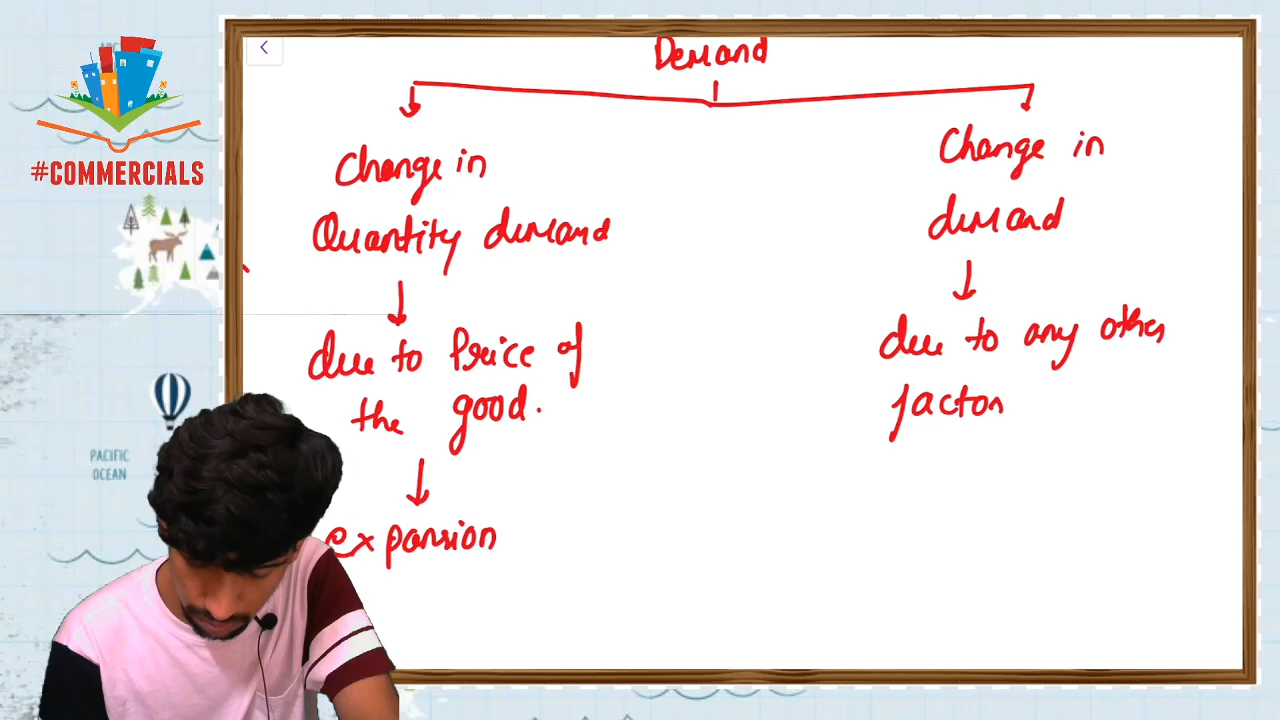 #COMMERCIALS
PACIFIC
OCEAN
Demand
Change in
Quantity demand
due to Price of
the good.
expansion
Change in
demand
due to any other
factor